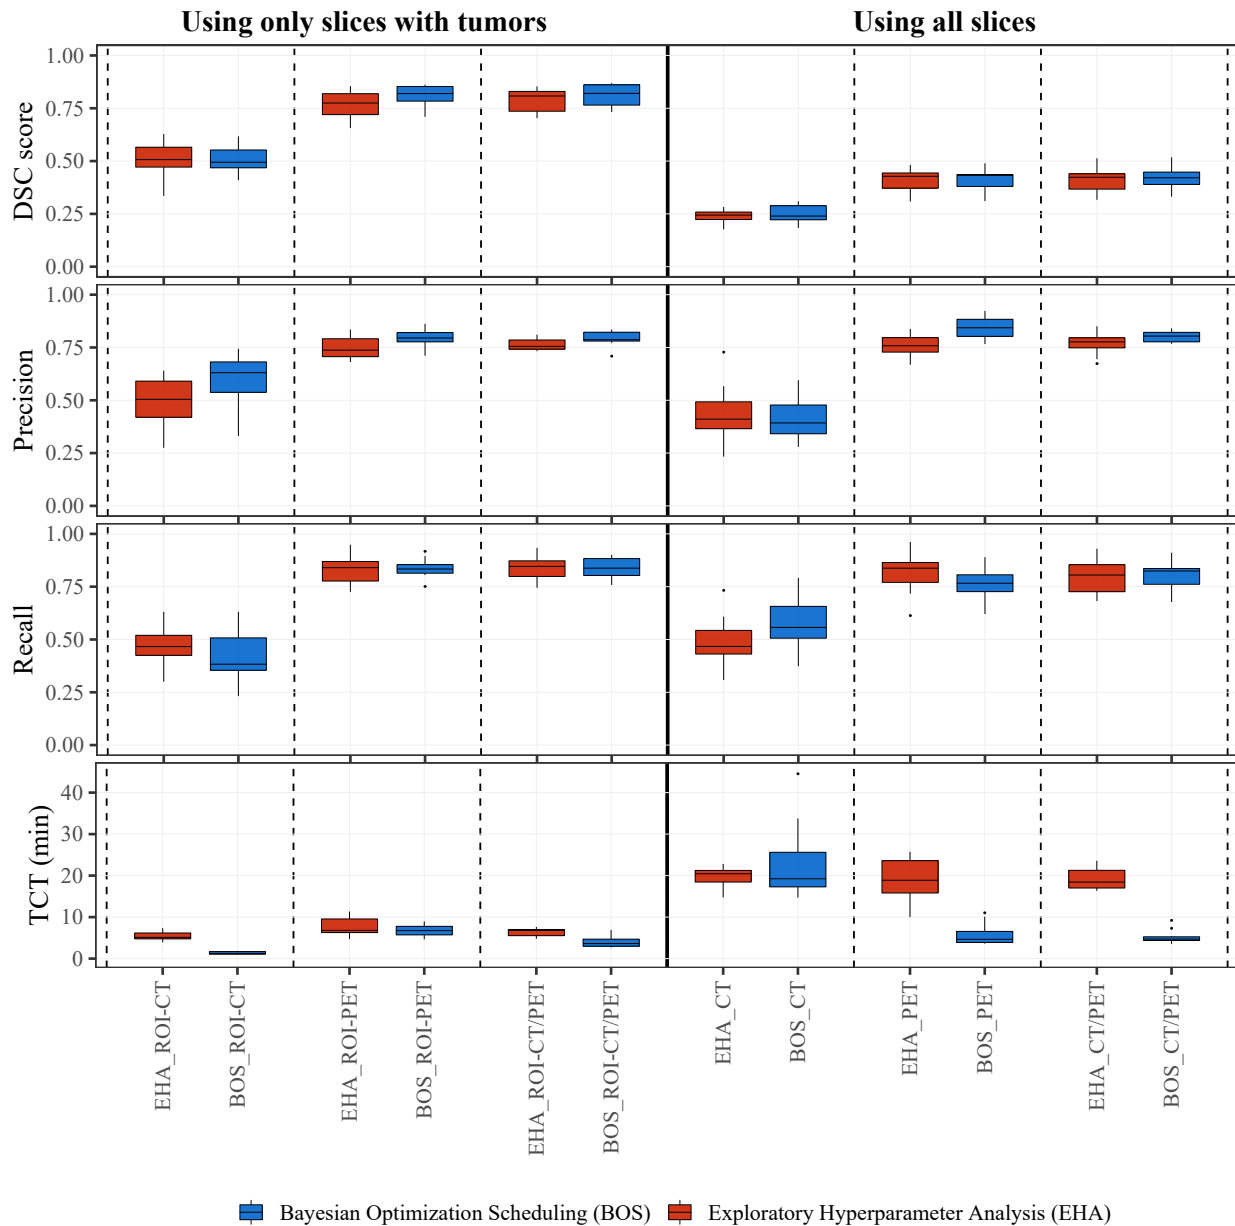 Using only slices with tumors
Using all slices
DSC score
1.00
0.75
0.50
0.25
0.00
Precision
1.00
0.75
0.50
0.25
0.00
Recall
1.00
0.75
0.50
0.25
0.00
TCT (min)
40
30
20
10
0
EHA_ROI-CT
BOS_ROI-CT
EHA_ROI-PET
BOS_ROI-PET
EHA_ROI-CT/PET
BOS_ROI-CT/PET
EHA_CT
BOS_CT
EHA_PET
BOS_PET
EHA_CT/PET
BOS_CT/PET
Bayesian Optimization Scheduling (BOS)
Exploratory Hyperparameter Analysis (EHA)